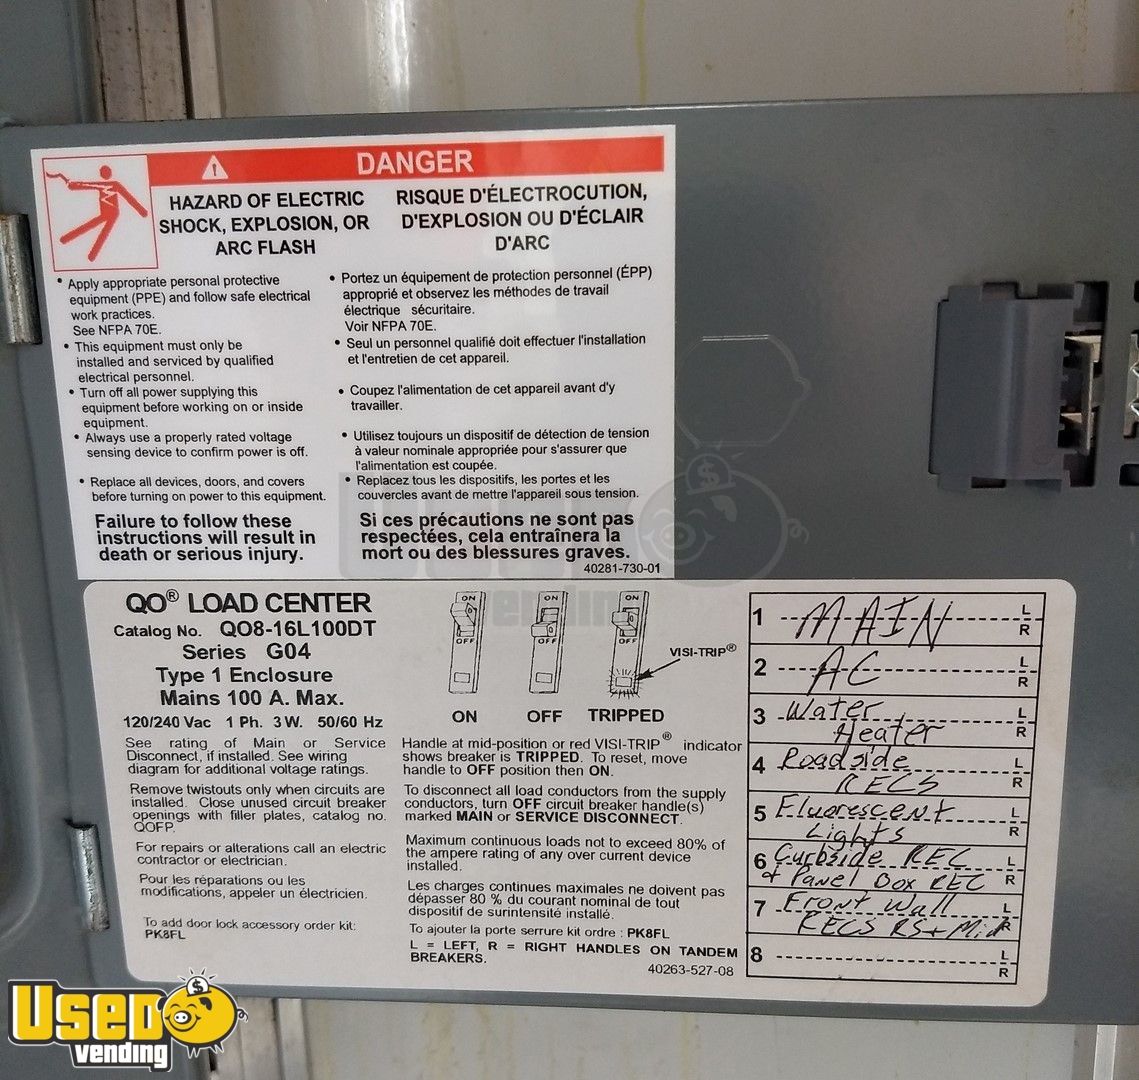 DANGER
HAZARD OF ELECTRIC
SHOCK, EXPLOSION, OR
ARC FLASH
• Apply appropriate personal protective
equipment (PPE) and follow safe electrical
work practices.
See NFPA 70E.
• This equipment must only be
installed and serviced by qualified
electrical personnel.
• Turn off all power supplying this
equipment before working on or inside
equipment.
• Always use a properly rated voltage
sensing device to confirm power is off.
• Replace all devices, doors, and covers
before turning on power to this equipment.
Failure to follow these
instructions will result in
death or serious injury.
RISQUE D'ÉLECTROCUTION,
D'EXPLOSION OU D'ÉCLAIR
D'ARC
• Portez un équipement de protection personnel (ÉPP)
approprié et observez les méthodes de travail
électrique sécuritaire.
Voir NFPA 70E.
• Seul un personnel qualifié doit effectuer l'installation
et l'entretien de cet appareil.
• Coupez l'alimentation de cet appareil avant d'y
travailler.
• Utilisez toujours un dispositif de détection de tension
à valeur nominale appropriée pour s'assurer que
l'alimentation est coupée.
• Replacez tous les dispositifs, les portes et les
couvercles avant de mettre l'appareil sous tension.
Si ces précautions ne sont pas
respectées, cela entraînera la
mort ou des blessures graves.
40281-730-01
QO® LOAD CENTER
Catalog No. QO8-16L100DT
Series G04
Type 1 Enclosure
Mains 100 A. Max.
120/240 Vac 1 Ph. 3 W. 50/60 Hz
See rating of Main or Service
Disconnect, if installed. See wiring
diagram for additional voltage ratings.
Remove twistouts only when circuits are
installed. Close unused circuit breaker
openings with filler plates, catalog no.
QOFP.
For repairs or alterations call an electric
contractor or electrician.
Pour les réparations ou les
modifications, appeler un électricien.
To add door lock accessory order kit:
PK8FL
ON
OFF
ON
OFF
ON
OFF
VISI-TRIP®
ON OFF TRIPPED
Handle at mid-position or red VISI-TRIP® indicator
shows breaker is TRIPPED. To reset, move
handle to OFF position then ON.
To disconnect all load conductors from the supply
conductors, turn OFF circuit breaker handle(s)
marked MAIN or SERVICE DISCONNECT.
Maximum continuous loads not to exceed 80% of
the ampere rating of any over current device
installed.
Les charges continues maximales ne doivent pas
dépasser 80 % du courant nominal de tout
dispositif de surintensité installé.
To ajouter la porte serrure kit ordre : PK8FL
L = LEFT, R = RIGHT HANDLES ON TANDEM
BREAKERS.
40263-527-08
1 MAIN L
R
2 AC L
R
3 Water L
Heater R
4 Roadside L
RECS R
5 Fluorescent L
Lights R
6 Curbside REC L
+ Panel Box REC R
7 Front Wall L
RECS RS + Mid R
8 L
R
USED
vending
USED
vending